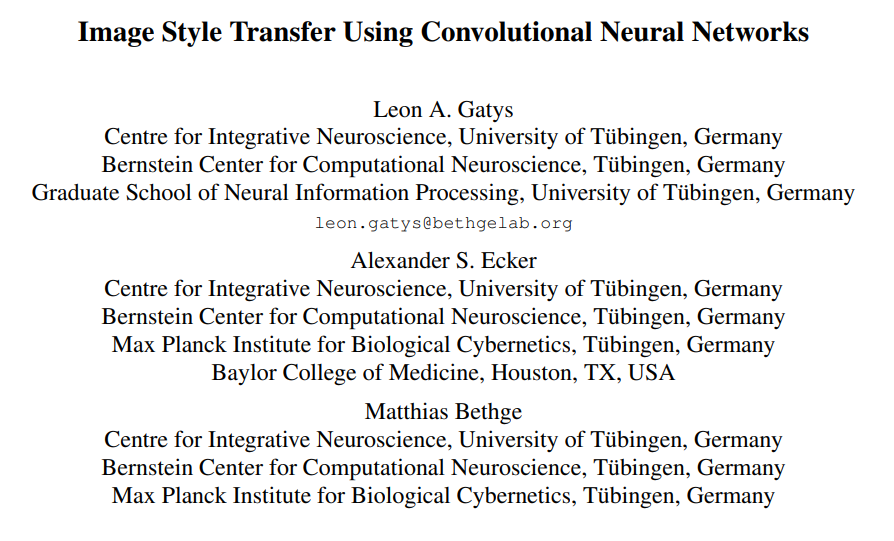 Image Style Transfer Using Convolutional Neural Networks
Leon A. Gatys
Centre for Integrative Neuroscience, University of Tübingen, Germany
Bernstein Center for Computational Neuroscience, Tübingen, Germany
Graduate School of Neural Information Processing, University of Tübingen, Germany
leon.gatys@bethgelab.org
Alexander S. Ecker
Centre for Integrative Neuroscience, University of Tübingen, Germany
Bernstein Center for Computational Neuroscience, Tübingen, Germany
Max Planck Institute for Biological Cybernetics, Tübingen, Germany
Baylor College of Medicine, Houston, TX, USA
Matthias Bethge
Centre for Integrative Neuroscience, University of Tübingen, Germany
Bernstein Center for Computational Neuroscience, Tübingen, Germany
Max Planck Institute for Biological Cybernetics, Tübingen, Germany